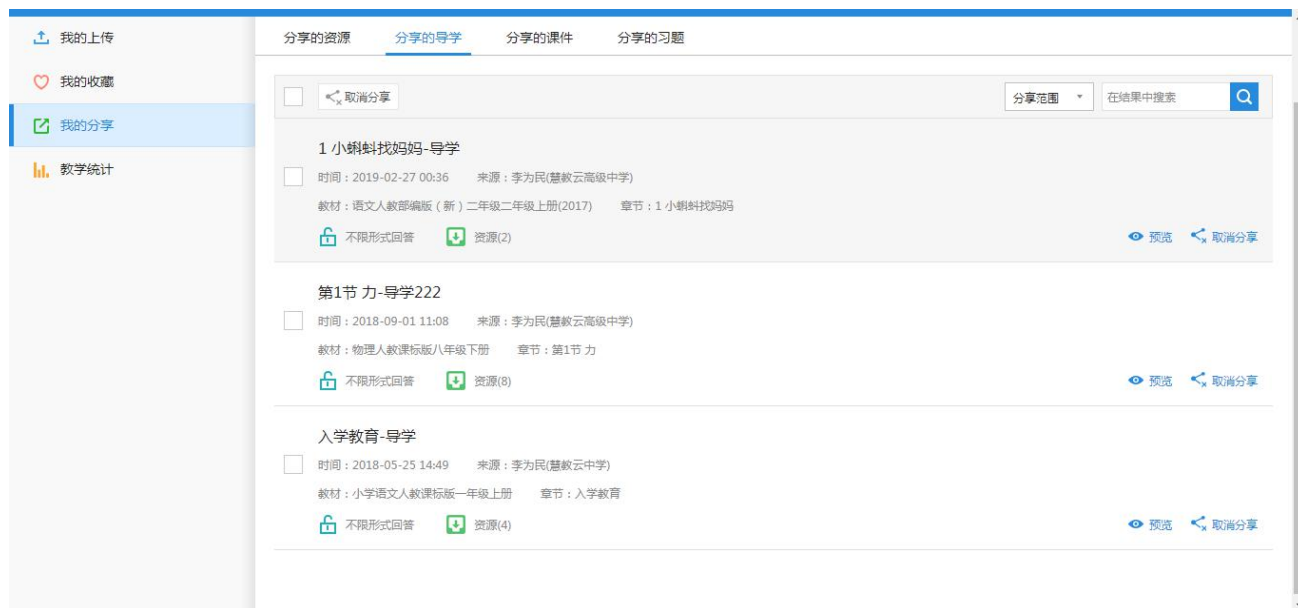 我的上传
我的收藏
我的分享
教学统计
分享的资源 分享的导学 分享的课件 分享的习题
取消分享 分享范围 在结果中搜索
1 小蝌蚪找妈妈-导学
时间：2019-02-27 00:36 来源：李为民(慧教云高级中学)
教材：语文人教部编版（新）二年级二年级上册(2017) 章节：1 小蝌蚪找妈妈
不限形式回答 资源(2) 预览 取消分享
第1节 力-导学222
时间：2018-09-01 11:08 来源：李为民(慧教云高级中学)
教材：物理人教课标版八年级下册 章节：第1节 力
不限形式回答 资源(8) 预览 取消分享
入学教育-导学
时间：2018-05-25 14:49 来源：李为民(慧教云中学)
教材：小学语文人教课标版一年级上册 章节：入学教育
不限形式回答 资源(4) 预览 取消分享